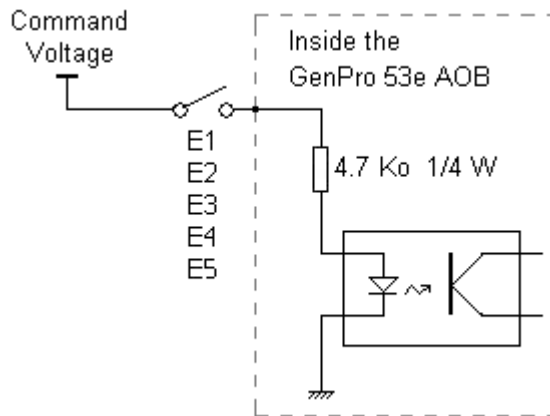 Command
Voltage
Inside the
GenPro 53e AOB
E1
E2
E3
E4
E5
4.7 Ko 1/4 W